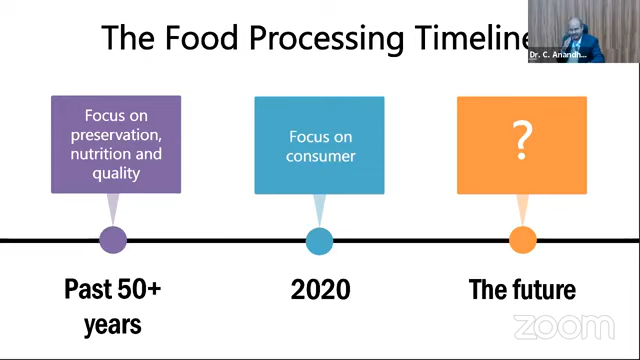 The Food Processing Timeline
Dr. C. Anandh...
Focus on
preservation,
nutrition and
quality
Focus on
consumer
?
Past 50+
years
2020
The future
zoom